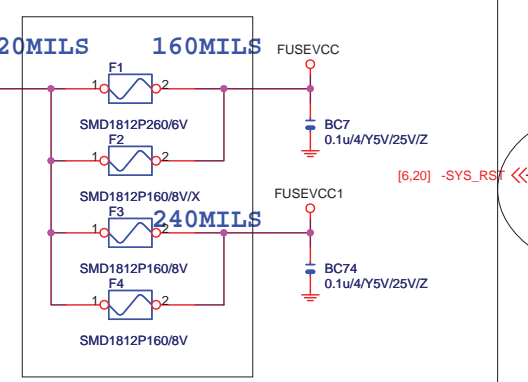 20MILS 160MILS FUSEVCC
F1
1 2
SMD1812P260/6V
BC7
0.1u/4/Y5V/25V/Z
F2
1 2
[6,20] -SYS_RST
SMD1812P160/8V/X
FUSEVCC1
F3
240MILS
1 2
SMD1812P160/8V
BC74
0.1u/4/Y5V/25V/Z
F4
1 2
SMD1812P160/8V